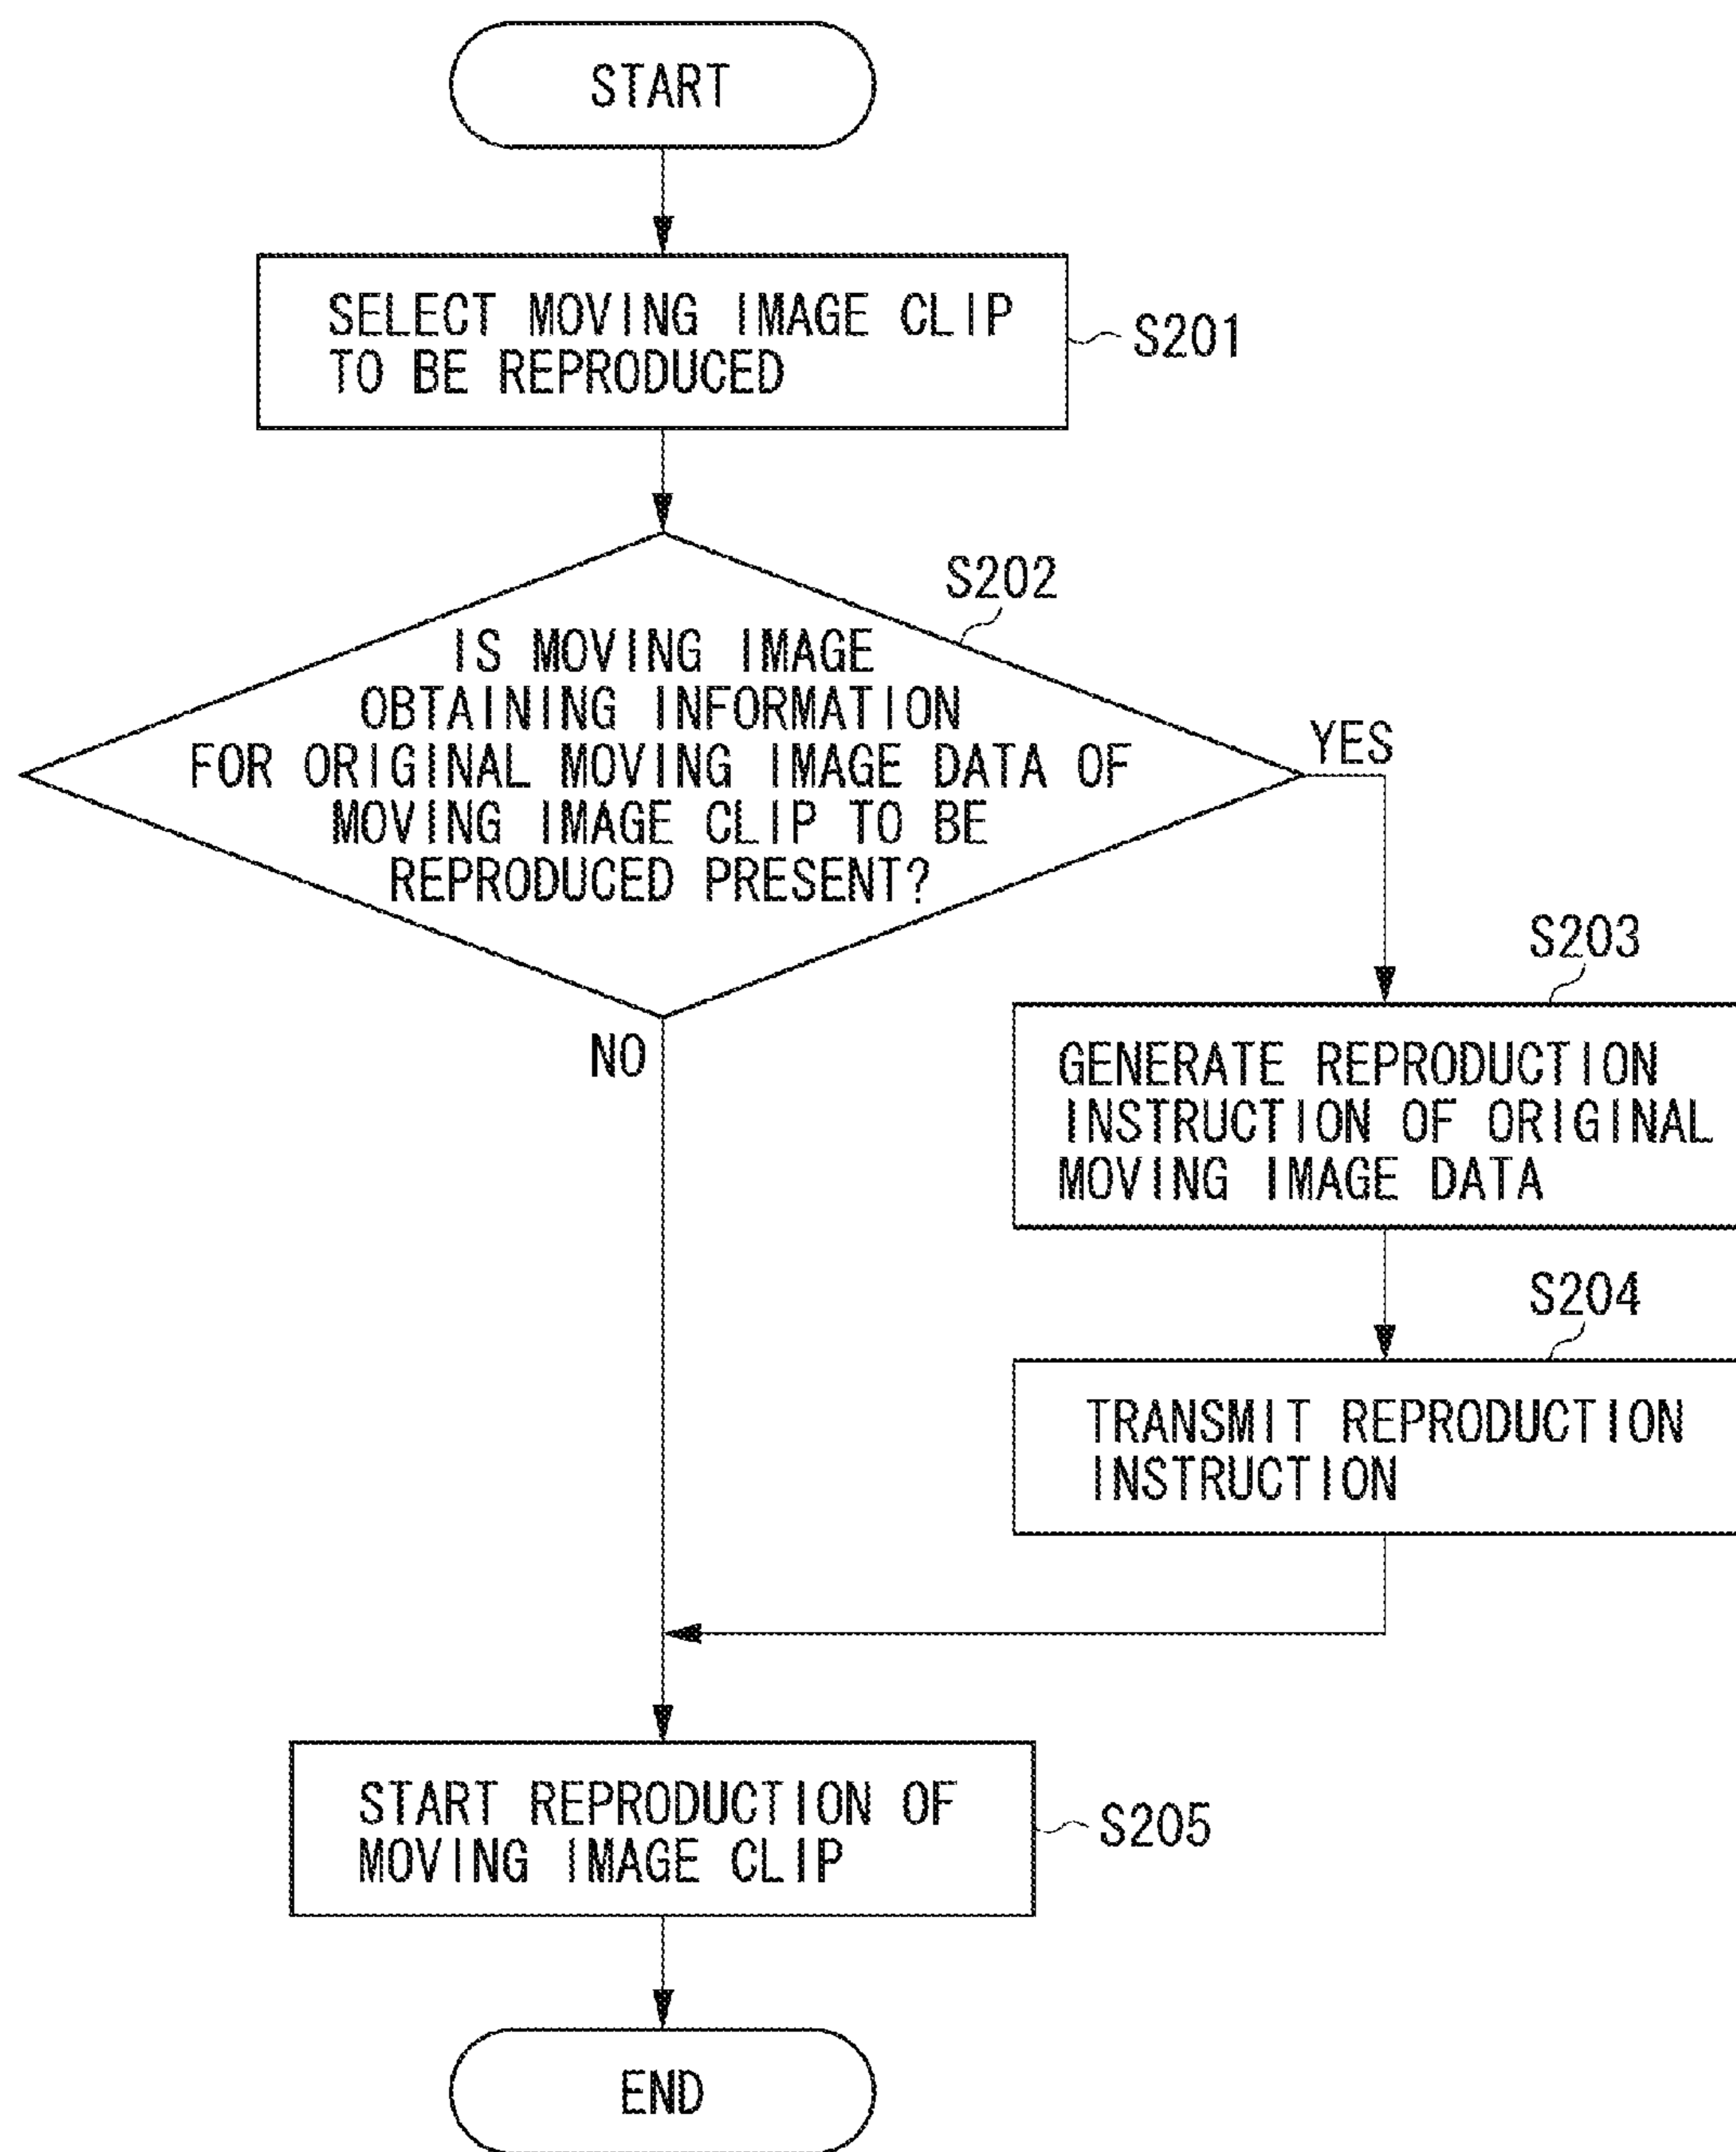 START
SELECT MOVING IMAGE CLIP
TO BE REPRODUCED
S201
S202
IS MOVING IMAGE
OBTAINING INFORMATION
FOR ORIGINAL MOVING IMAGE DATA OF
MOVING IMAGE CLIP TO BE
REPRODUCED PRESENT?
YES
NO
S203
GENERATE REPRODUCTION
INSTRUCTION OF ORIGINAL
MOVING IMAGE DATA
S204
TRANSMIT REPRODUCTION
INSTRUCTION
START REPRODUCTION OF
MOVING IMAGE CLIP
S205
END